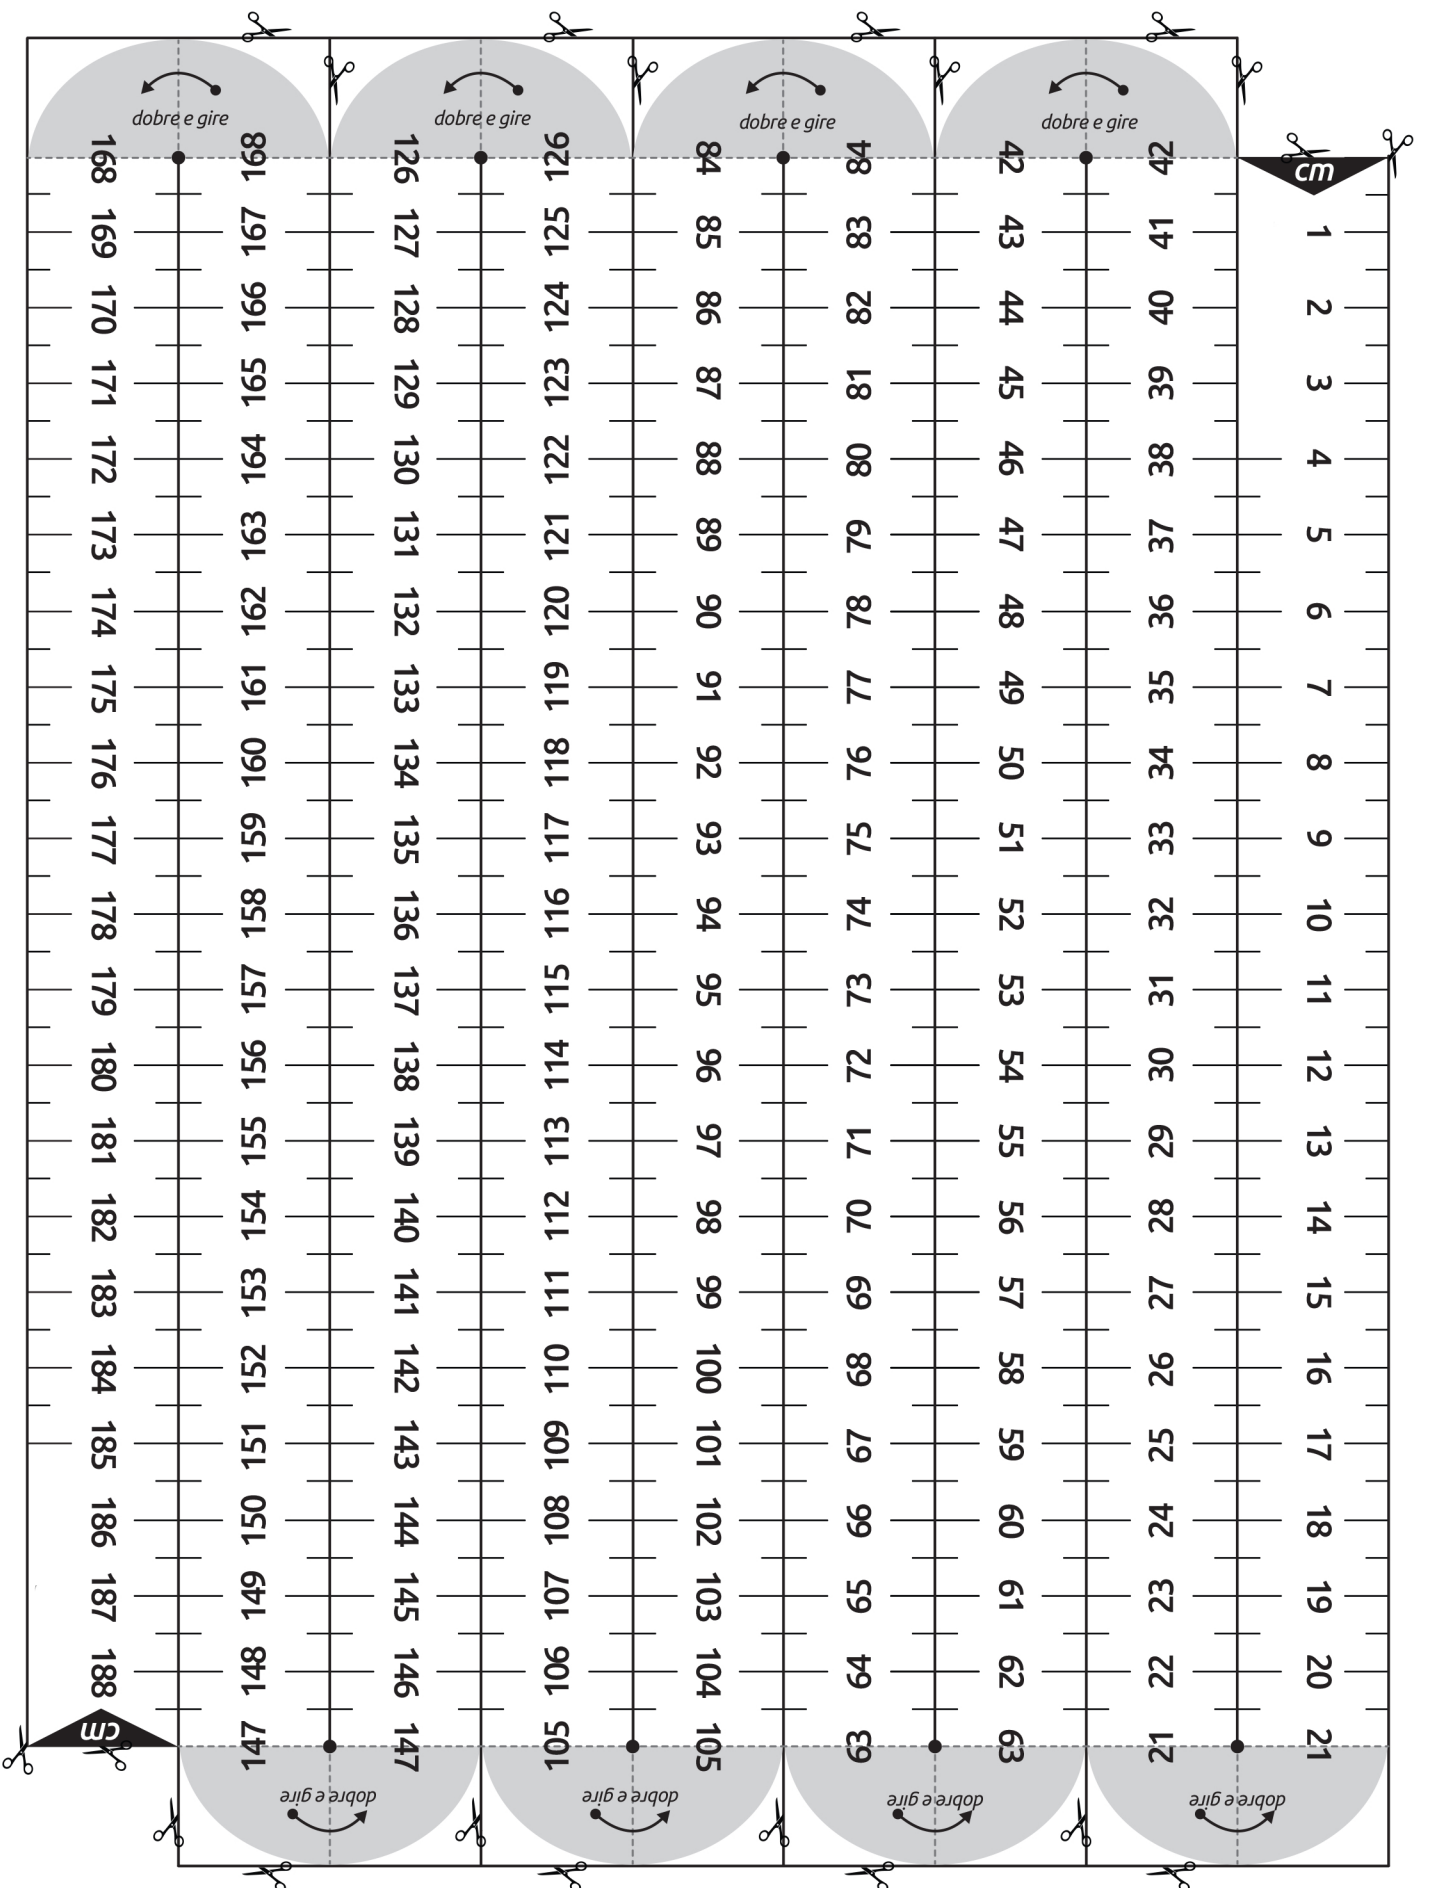 dobre e gire
dobre e gire
dobre e gire
dobre e gire
cm
1 2 3 4 5 6 7 8 9 10 11 12 13 14 15 16 17 18 19 20 21
21 22 23 24 25 26 27 28 29 30 31 32 33 34 35 36 37 38 39 40 41 42
42 43 44 45 46 47 48 49 50 51 52 53 54 55 56 57 58 59 60 61 62 63
63 64 65 66 67 68 69 70 71 72 73 74 75 76 77 78 79 80 81 82 83 84
84 85 86 87 88 89 90 91 92 93 94 95 96 97 98 99 100 101 102 103 104 105
105 106 107 108 109 110 111 112 113 114 115 116 117 118 119 120 121 122 123 124 125 126
126 127 128 129 130 131 132 133 134 135 136 137 138 139 140 141 142 143 144 145 146 147
147 148 149 150 151 152 153 154 155 156 157 158 159 160 161 162 163 164 165 166 167 168
168 169 170 171 172 173 174 175 176 177 178 179 180 181 182 183 184 185 186 187 188
cm
dobre e gire
dobre e gire
dobre e gire
dobre e gire